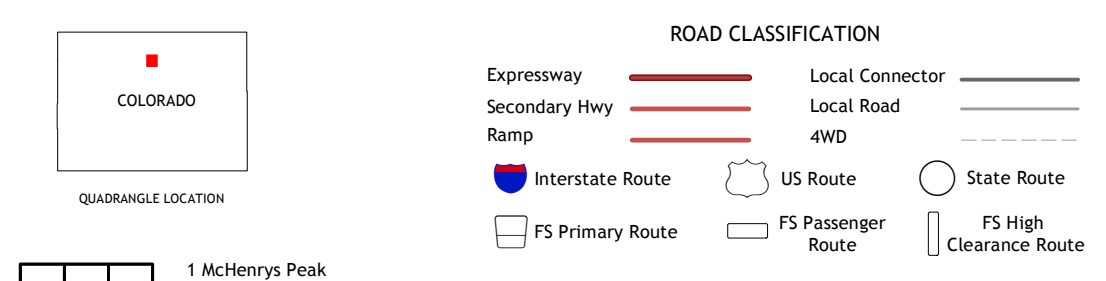 COLORADO
QUADRANGLE LOCATION
ROAD CLASSIFICATION
Expressway
Local Connector
Secondary Hwy
Local Road
Ramp
4WD
Interstate Route
US Route
State Route
FS Primary Route
FS Passenger
Route
FS High
Clearance Route
1 McHenrys Peak